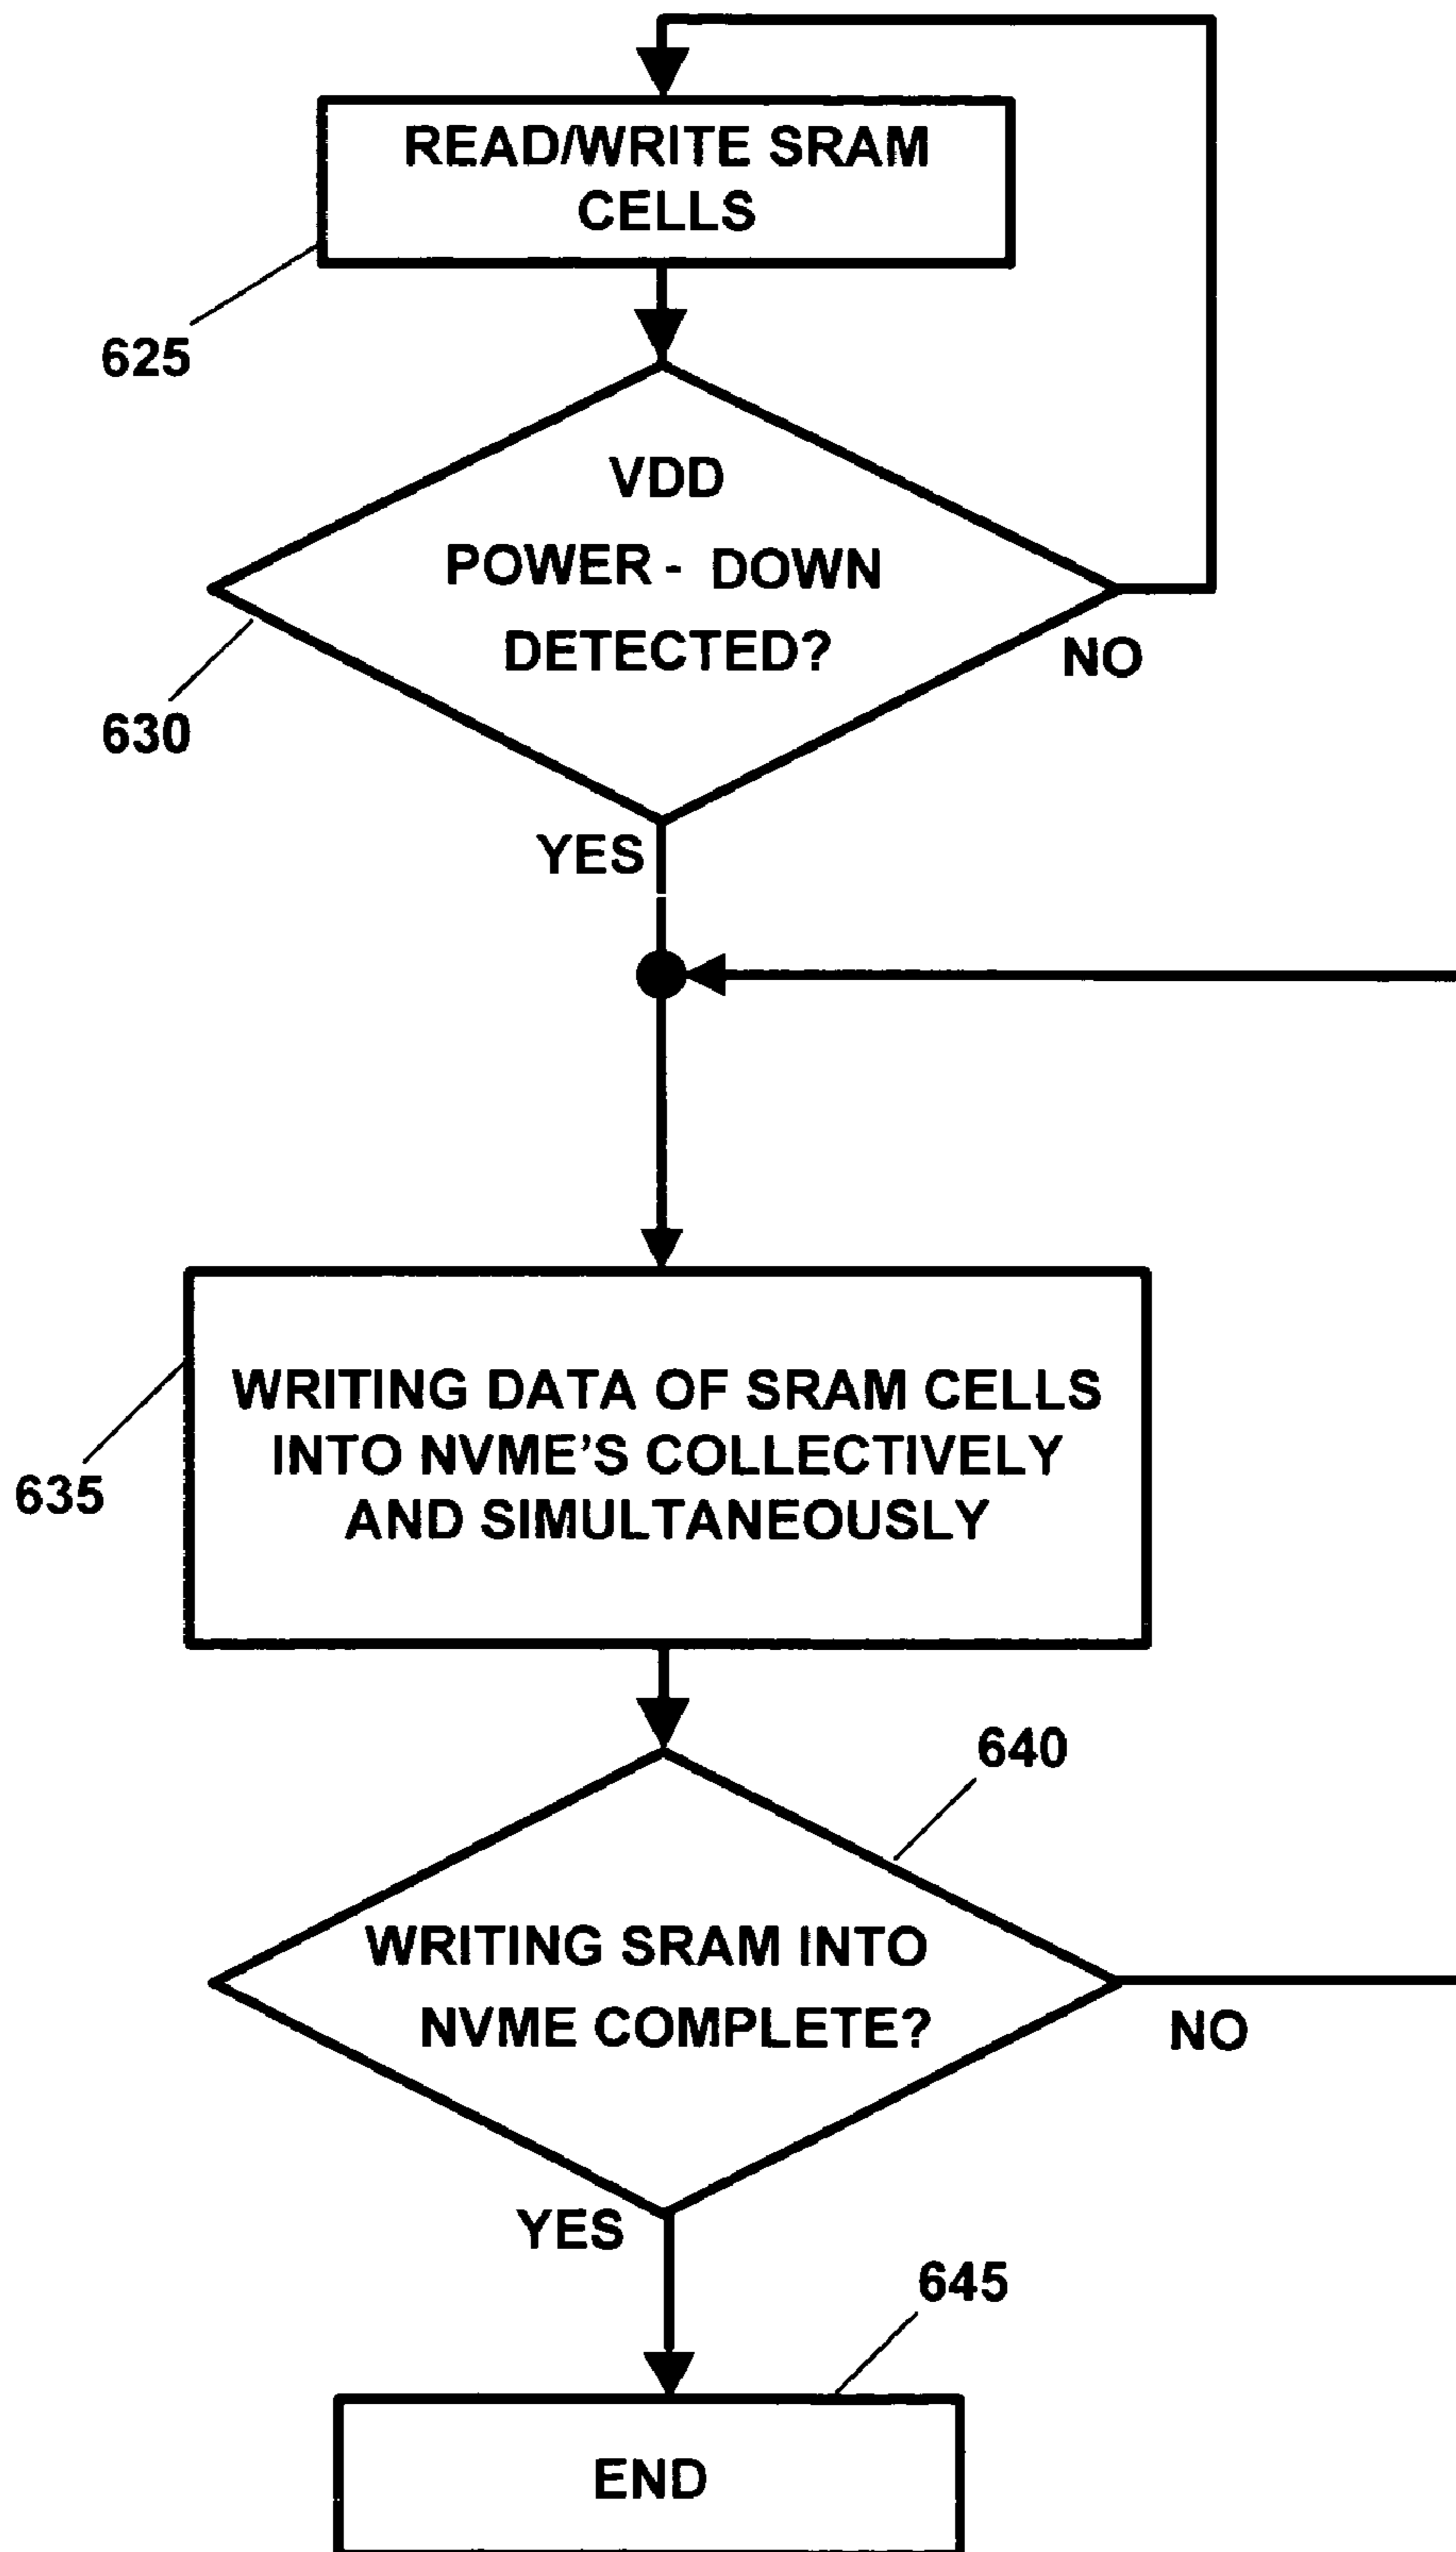 READ/WRITE SRAM
CELLS
625
VDD
POWER - DOWN
DETECTED?
NO
630
YES
WRITING DATA OF SRAM CELLS
INTO NVME'S COLLECTIVELY
AND SIMULTANEOUSLY
635
640
WRITING SRAM INTO
NVME COMPLETE?
NO
YES
645
END